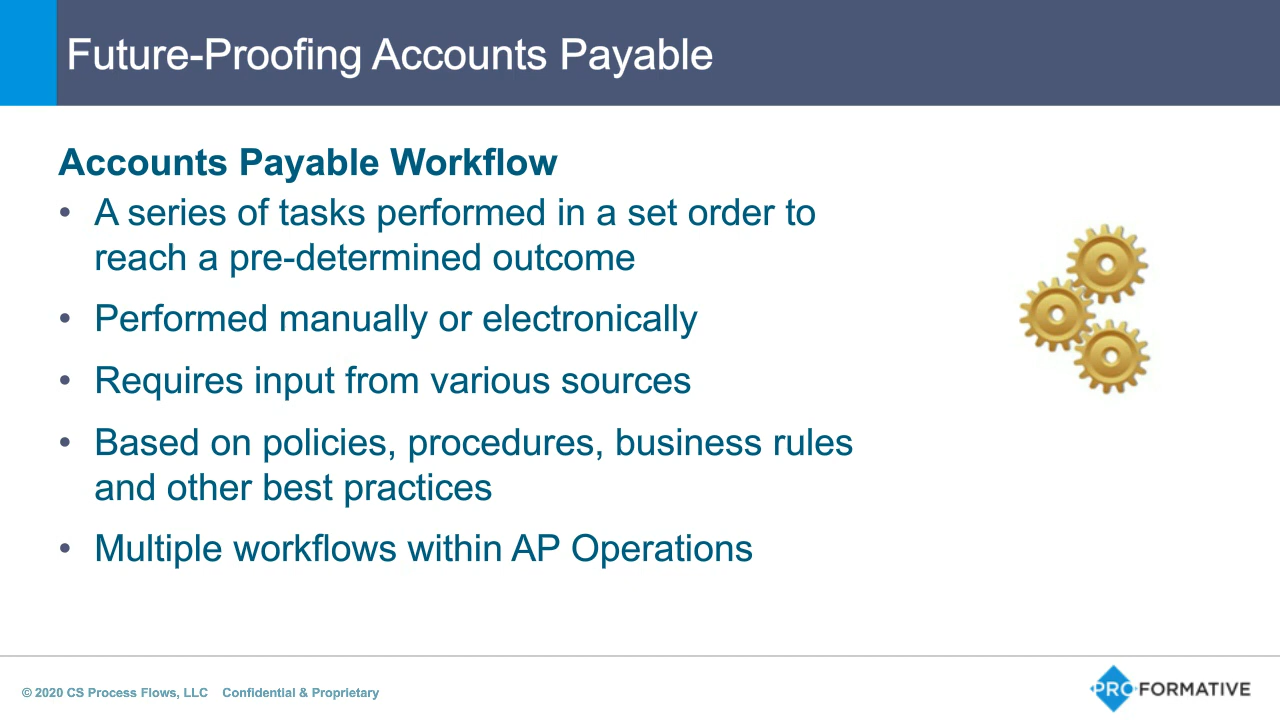 Future-Proofing Accounts Payable
Accounts Payable Workflow
• A series of tasks performed in a set order to
reach a pre-determined outcome
• Performed manually or electronically
• Requires input from various sources
• Based on policies, procedures, business rules
and other best practices
• Multiple workflows within AP Operations
© 2020 CS Process Flows, LLC Confidential & Proprietary
PROFORMATIVE